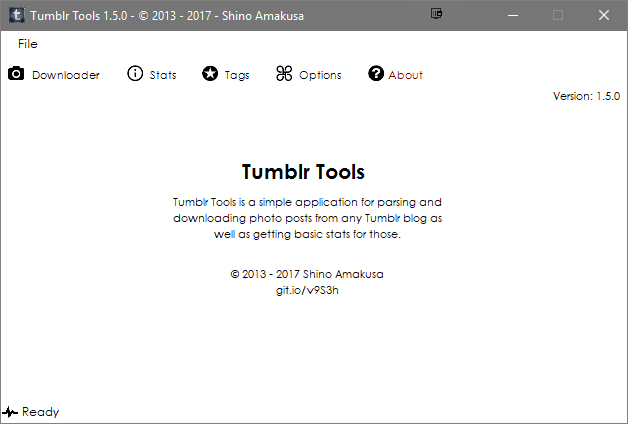 Tumblr Tools 1.5.0 - © 2013 - 2017 - Shino Amakusa
File
Downloader Stats Tags Options About
Version: 1.5.0
Tumblr Tools
Tumblr Tools is a simple application for parsing and
downloading photo posts from any Tumblr blog as
well as getting basic stats for those.
© 2013 - 2017 Shino Amakusa
git.io/v9S3h
Ready